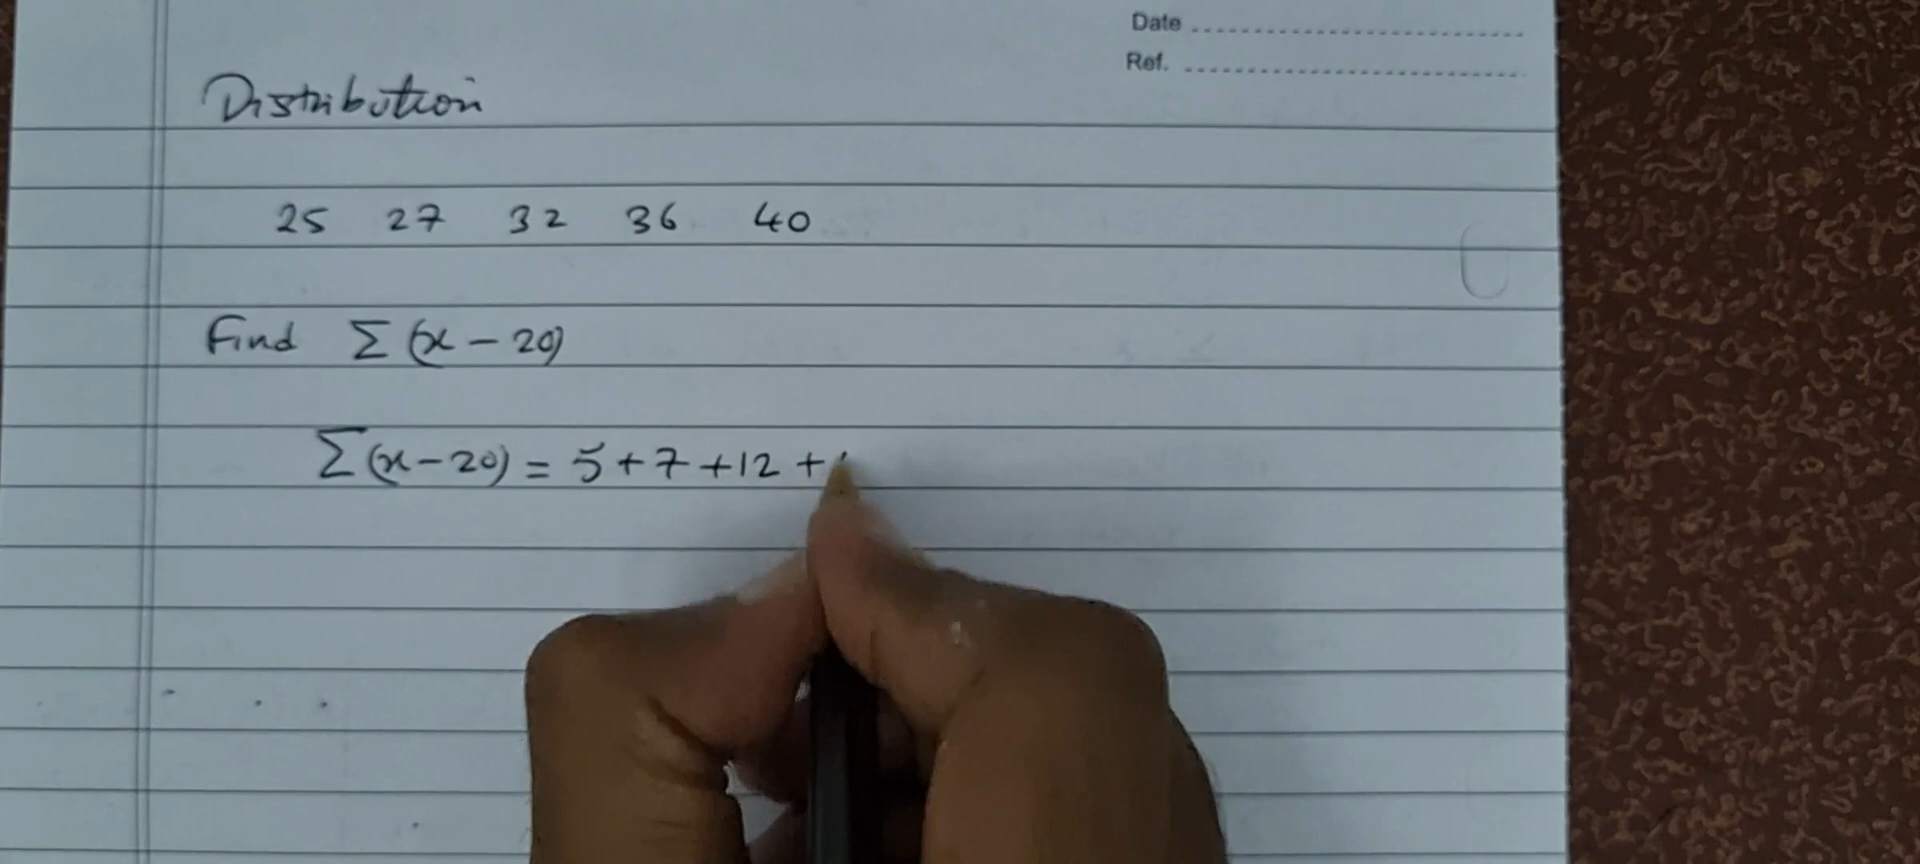 Date
Ref.
Distribution
25 27 32 36 40
Find Σ (x - 20)
Σ(x-20) = 5+7+12+